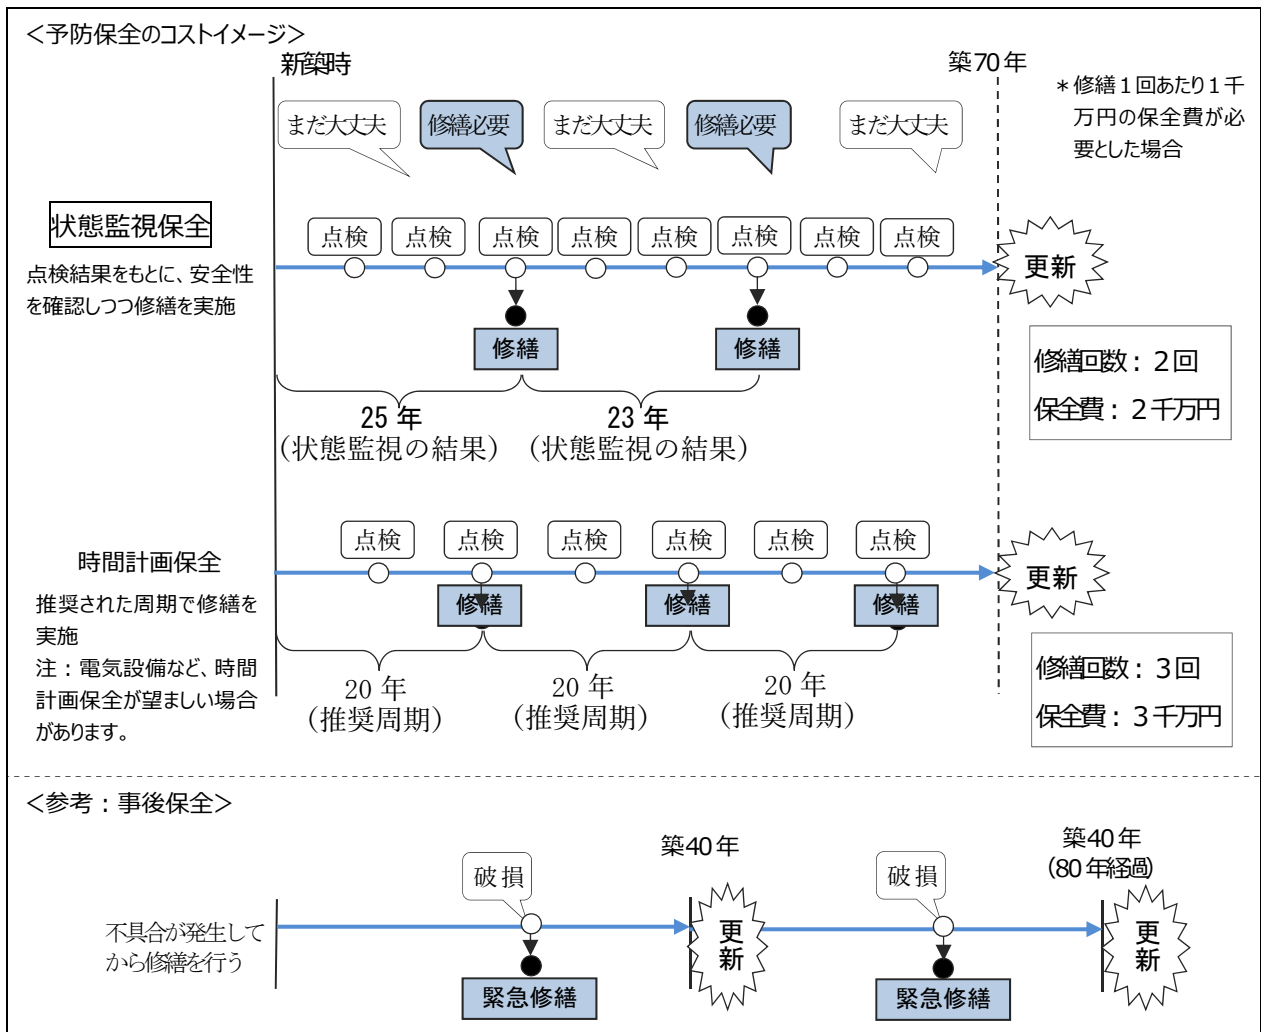 ＜予防保全のコストイメージ＞
新築時
築70年
＊修繕１回あたり１千
万円の保全費が必
要とした場合
まだ大丈夫
修繕必要
まだ大丈夫
修繕必要
まだ大丈夫
状態監視保全
点検結果をもとに、安全性
を確認しつつ修繕を実施
点検
点検
点検
点検
点検
点検
点検
点検
更新
修繕
修繕
25 年
（状態監視の結果）
23 年
（状態監視の結果）
修繕回数：２回
保全費：２千万円
時間計画保全
推奨された周期で修繕を
実施
注：電気設備など、時間
計画保全が望ましい場合
があります。
点検
点検
点検
点検
点検
点検
更新
修繕
修繕
修繕
20 年
（推奨周期）
20 年
（推奨周期）
20 年
（推奨周期）
修繕回数：３回
保全費：３千万円
＜参考：事後保全＞
築40年
築40年
（80年経過）
破損
破損
不具合が発生して
から修繕を行う
更新
更新
緊急修繕
緊急修繕